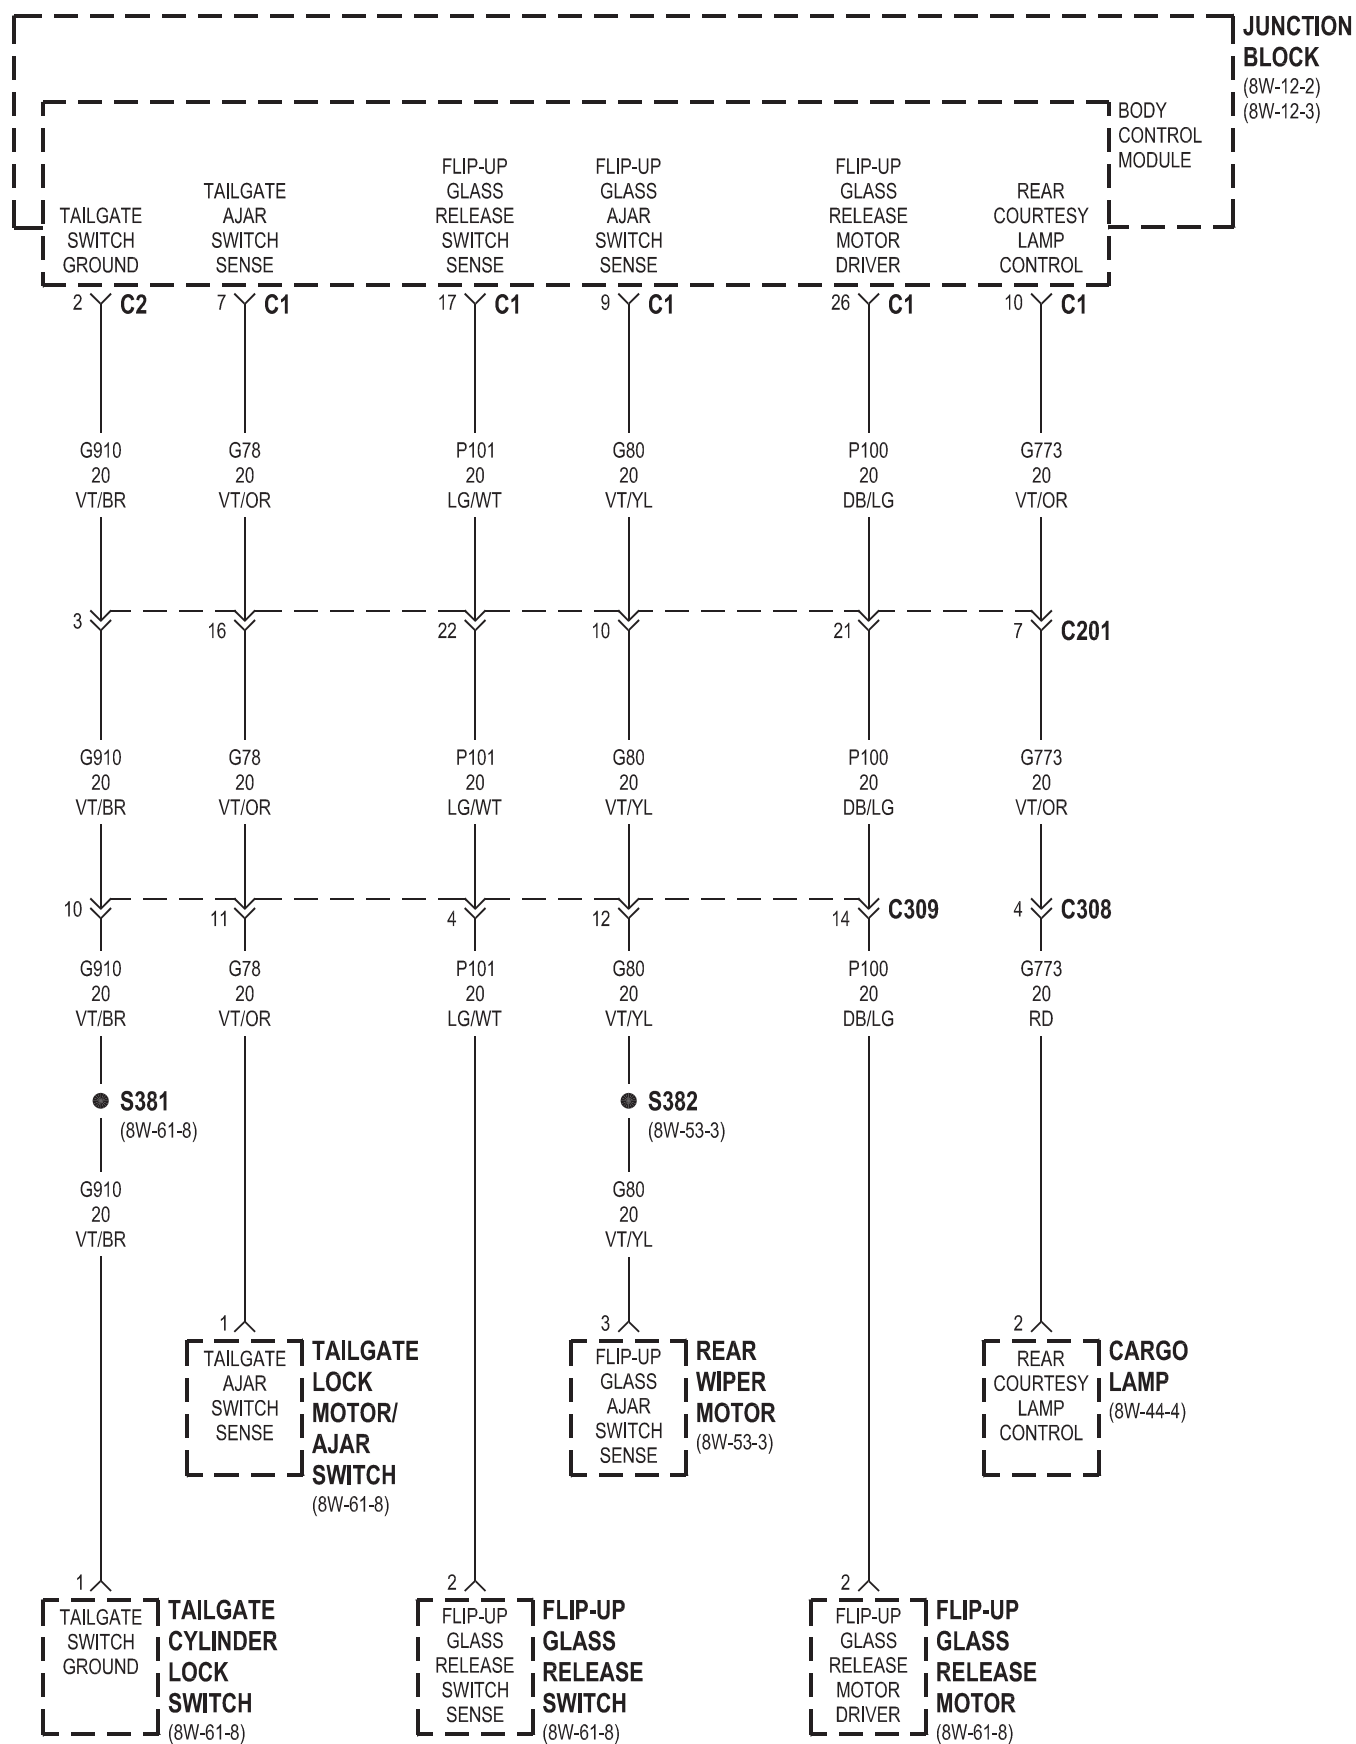 JUNCTION
BLOCK
(8W-12-2)
(8W-12-3)
BODY
CONTROL
MODULE
TAILGATE
SWITCH
GROUND
TAILGATE
AJAR
SWITCH
SENSE
FLIP-UP
GLASS
RELEASE
SWITCH
SENSE
FLIP-UP
GLASS
AJAR
SWITCH
SENSE
FLIP-UP
GLASS
RELEASE
MOTOR
DRIVER
REAR
COURTESY
LAMP
CONTROL
2 C2 7 C1 17 C1 9 C1 26 C1 10 C1
G910 G78 P101 G80 P100 G773
20 20 20 20 20 20
VT/BR VT/OR LG/WT VT/YL DB/LG VT/OR
3 16 22 10 21 7 C201
G910 G78 P101 G80 P100 G773
20 20 20 20 20 20
VT/BR VT/OR LG/WT VT/YL DB/LG VT/OR
10 11 4 12 14 C309 4 C308
G910 G78 P101 G80 P100 G773
20 20 20 20 20 20
VT/BR VT/OR LG/WT VT/YL DB/LG RD
S381
(8W-61-8)
S382
(8W-53-3)
G910
20
VT/BR
G80
20
VT/YL
1
TAILGATE
AJAR
SWITCH
SENSE
TAILGATE
LOCK
MOTOR/
AJAR
SWITCH
(8W-61-8)
3
FLIP-UP
GLASS
AJAR
SWITCH
SENSE
REAR
WIPER
MOTOR
(8W-53-3)
2
REAR
COURTESY
LAMP
CONTROL
CARGO
LAMP
(8W-44-4)
1
TAILGATE
SWITCH
GROUND
TAILGATE
CYLINDER
LOCK
SWITCH
(8W-61-8)
2
FLIP-UP
GLASS
RELEASE
SWITCH
SENSE
FLIP-UP
GLASS
RELEASE
SWITCH
(8W-61-8)
2
FLIP-UP
GLASS
RELEASE
MOTOR
DRIVER
FLIP-UP
GLASS
RELEASE
MOTOR
(8W-61-8)